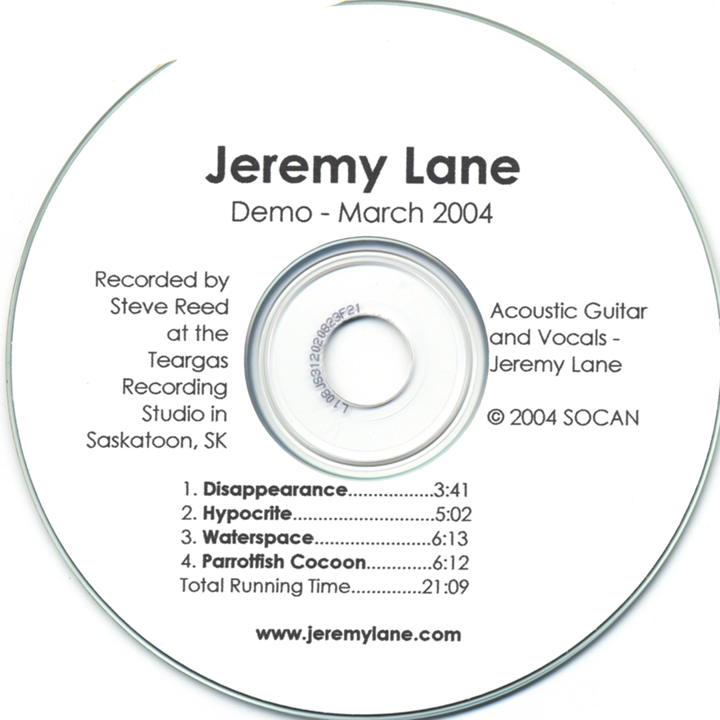 Jeremy Lane
Demo - March 2004
Recorded by
Steve Reed
at the
Teargas
Recording
Studio in
Saskatoon, SK
Acoustic Guitar
and Vocals -
Jeremy Lane
© 2004 SOCAN
L108JS312020823F21
1. Disappearance.................3:41
2. Hypocrite............................5:02
3. Waterspace.......................6:13
4. Parrotfish Cocoon.............6:12
Total Running Time..............21:09
www.jeremylane.com